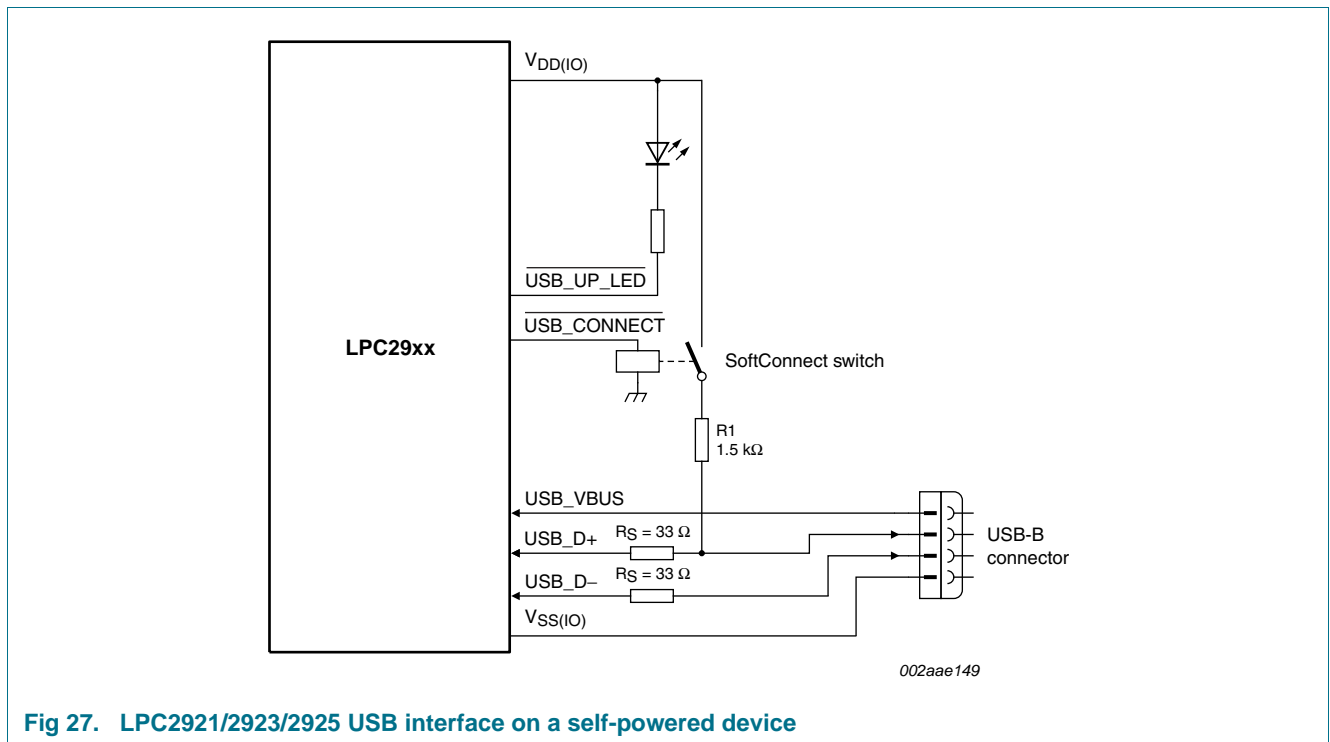 V_DD(IO)
USB_UP_LED
USB_CONNECT
LPC29xx
SoftConnect switch
R1
1.5 kΩ
USB_VBUS
USB_D+
R_S = 33 Ω
USB_D−
R_S = 33 Ω
V_SS(IO)
USB-B
connector
002aae149
Fig 27. LPC2921/2923/2925 USB interface on a self-powered device